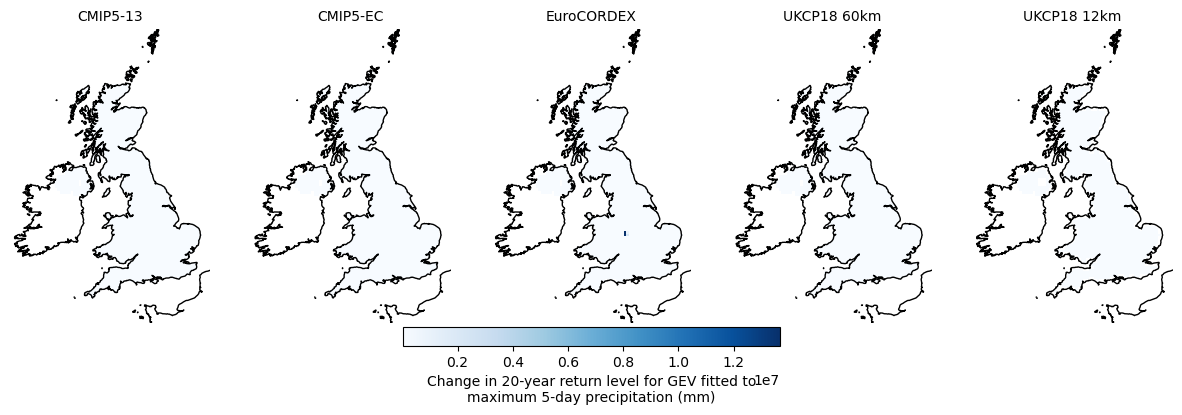 CMIP5-13
CMIP5-EC
EuroCORDEX
UKCP18 60km
UKCP18 12km
0.2
0.4
0.6
0.8
1.0
1.2
1e7
Change in 20-year return level for GEV fitted to
maximum 5-day precipitation (mm)